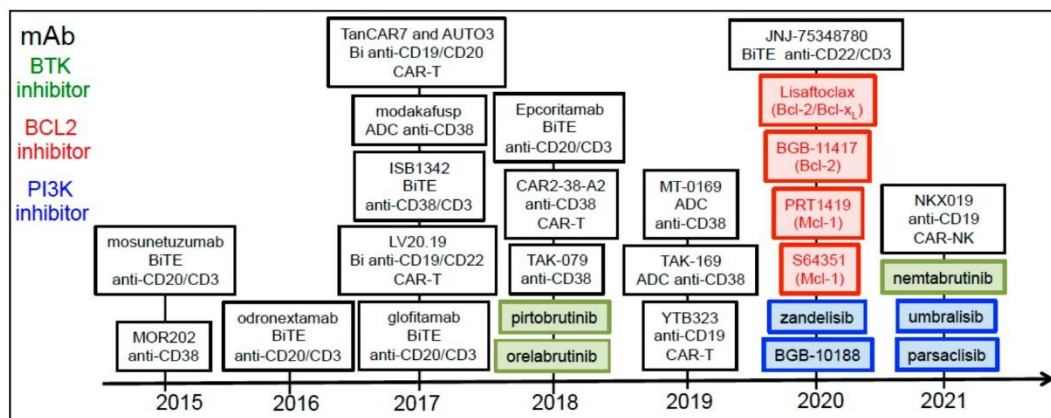 mAb
BTK
inhibitor
BCL2
inhibitor
PI3K
inhibitor
mosunetuzumab
BiTE
anti-CD20/CD3
MOR202
anti-CD38
odronextamab
BiTE
anti-CD20/CD3
TanCAR7 and AUTO3
Bi anti-CD19/CD20
CAR-T
modakafusp
ADC anti-CD38
ISB1342
BiTE
anti-CD38/CD3
LV20.19
Bi anti-CD19/CD22
CAR-T
glofitamab
BiTE
anti-CD20/CD3
Epcoritamab
BiTE
anti-CD20/CD3
CAR2-38-A2
anti-CD38
CAR-T
TAK-079
anti-CD38
pirtobrutinib
orelabrutinib
MT-0169
ADC
anti-CD38
TAK-169
ADC anti-CD38
YTB323
anti-CD19
CAR-T
JNJ-75348780
BiTE anti-CD22/CD3
Lisaftoclax
(Bcl-2/Bcl-xL)
BGB-11417
(Bcl-2)
PRT1419
(Mcl-1)
S64351
(Mcl-1)
zandelisib
BGB-10188
NKX019
anti-CD19
CAR-NK
nemtabrutinib
umbralisib
parsaclisib
2015
2016
2017
2018
2019
2020
2021